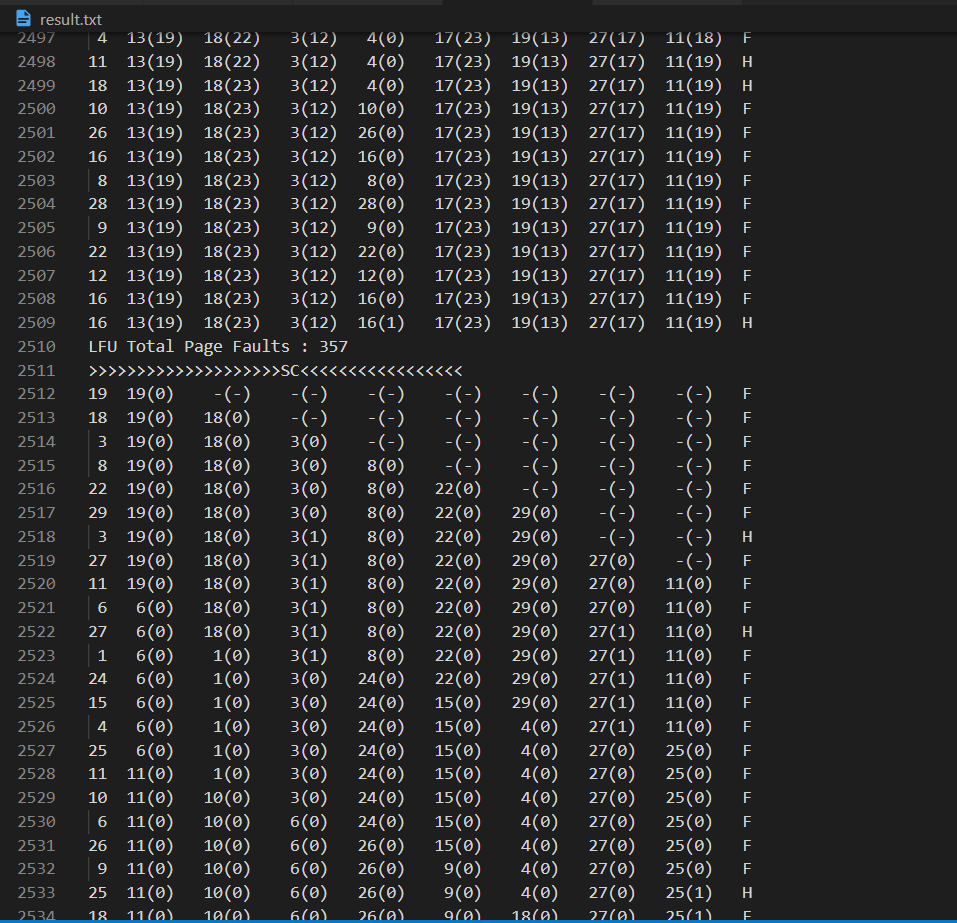 result.txt
2497 4 13(19) 18(22) 3(12) 4(0) 17(23) 19(13) 27(17) 11(18) F
2498 11 13(19) 18(22) 3(12) 4(0) 17(23) 19(13) 27(17) 11(19) H
2499 18 13(19) 18(23) 3(12) 4(0) 17(23) 19(13) 27(17) 11(19) H
2500 10 13(19) 18(23) 3(12) 10(0) 17(23) 19(13) 27(17) 11(19) F
2501 26 13(19) 18(23) 3(12) 26(0) 17(23) 19(13) 27(17) 11(19) F
2502 16 13(19) 18(23) 3(12) 16(0) 17(23) 19(13) 27(17) 11(19) F
2503 8 13(19) 18(23) 3(12) 8(0) 17(23) 19(13) 27(17) 11(19) F
2504 28 13(19) 18(23) 3(12) 28(0) 17(23) 19(13) 27(17) 11(19) F
2505 9 13(19) 18(23) 3(12) 9(0) 17(23) 19(13) 27(17) 11(19) F
2506 22 13(19) 18(23) 3(12) 22(0) 17(23) 19(13) 27(17) 11(19) F
2507 12 13(19) 18(23) 3(12) 12(0) 17(23) 19(13) 27(17) 11(19) F
2508 16 13(19) 18(23) 3(12) 16(0) 17(23) 19(13) 27(17) 11(19) F
2509 16 13(19) 18(23) 3(12) 16(1) 17(23) 19(13) 27(17) 11(19) H
2510 LFU Total Page Faults : 357
2511 >>>>>>>>>>>>>>>>>>>>SC<<<<<<<<<<<<<<<<<
2512 19 19(0) -(-) -(-) -(-) -(-) -(-) -(-) -(-) F
2513 18 19(0) 18(0) -(-) -(-) -(-) -(-) -(-) -(-) F
2514 3 19(0) 18(0) 3(0) -(-) -(-) -(-) -(-) -(-) F
2515 8 19(0) 18(0) 3(0) 8(0) -(-) -(-) -(-) -(-) F
2516 22 19(0) 18(0) 3(0) 8(0) 22(0) -(-) -(-) -(-) F
2517 29 19(0) 18(0) 3(0) 8(0) 22(0) 29(0) -(-) -(-) F
2518 3 19(0) 18(0) 3(1) 8(0) 22(0) 29(0) -(-) -(-) H
2519 27 19(0) 18(0) 3(1) 8(0) 22(0) 29(0) 27(0) -(-) F
2520 11 19(0) 18(0) 3(1) 8(0) 22(0) 29(0) 27(0) 11(0) F
2521 6 6(0) 18(0) 3(1) 8(0) 22(0) 29(0) 27(0) 11(0) F
2522 27 6(0) 18(0) 3(1) 8(0) 22(0) 29(0) 27(1) 11(0) H
2523 1 6(0) 1(0) 3(1) 8(0) 22(0) 29(0) 27(1) 11(0) F
2524 24 6(0) 1(0) 3(0) 24(0) 22(0) 29(0) 27(1) 11(0) F
2525 15 6(0) 1(0) 3(0) 24(0) 15(0) 29(0) 27(1) 11(0) F
2526 4 6(0) 1(0) 3(0) 24(0) 15(0) 4(0) 27(1) 11(0) F
2527 25 6(0) 1(0) 3(0) 24(0) 15(0) 4(0) 27(0) 25(0) F
2528 11 11(0) 1(0) 3(0) 24(0) 15(0) 4(0) 27(0) 25(0) F
2529 10 11(0) 10(0) 3(0) 24(0) 15(0) 4(0) 27(0) 25(0) F
2530 6 11(0) 10(0) 6(0) 24(0) 15(0) 4(0) 27(0) 25(0) F
2531 26 11(0) 10(0) 6(0) 26(0) 15(0) 4(0) 27(0) 25(0) F
2532 9 11(0) 10(0) 6(0) 26(0) 9(0) 4(0) 27(0) 25(0) F
2533 25 11(0) 10(0) 6(0) 26(0) 9(0) 4(0) 27(0) 25(1) H
2534 18 11(0) 10(0) 6(0) 26(0) 9(0) 18(0) 27(0) 25(1) F